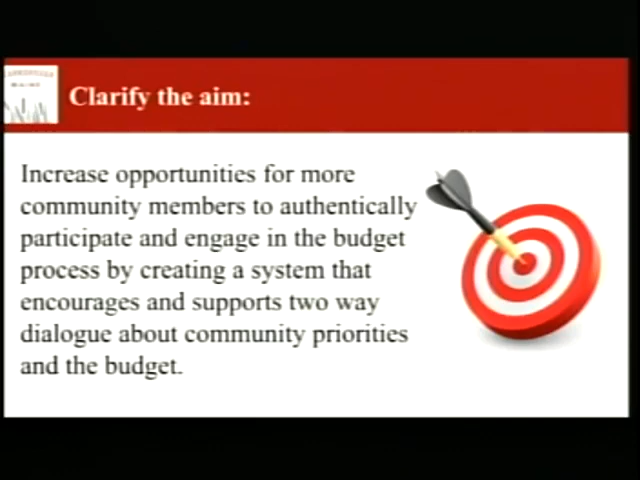 Clarify the aim:
Increase opportunities for more
community members to authentically
participate and engage in the budget
process by creating a system that
encourages and supports two way
dialogue about community priorities
and the budget.